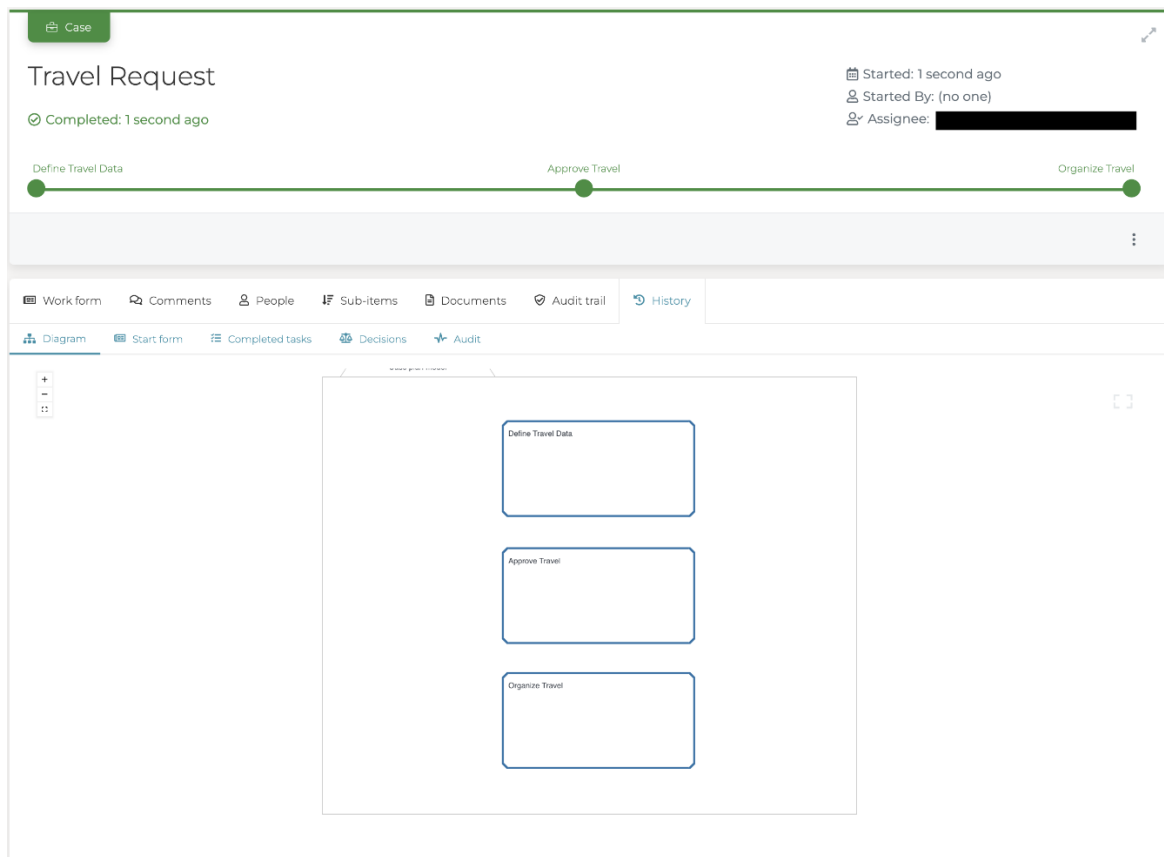 Case
Travel Request
Started: 1 second ago
Started By: (no one)
Completed: 1 second ago
Assignee:
Define Travel Data
Approve Travel
Organize Travel
Work form
Comments
People
Sub-items
Documents
Audit trail
History
Diagram
Start form
Completed tasks
Decisions
Audit
Define Travel Data
Approve Travel
Organize Travel